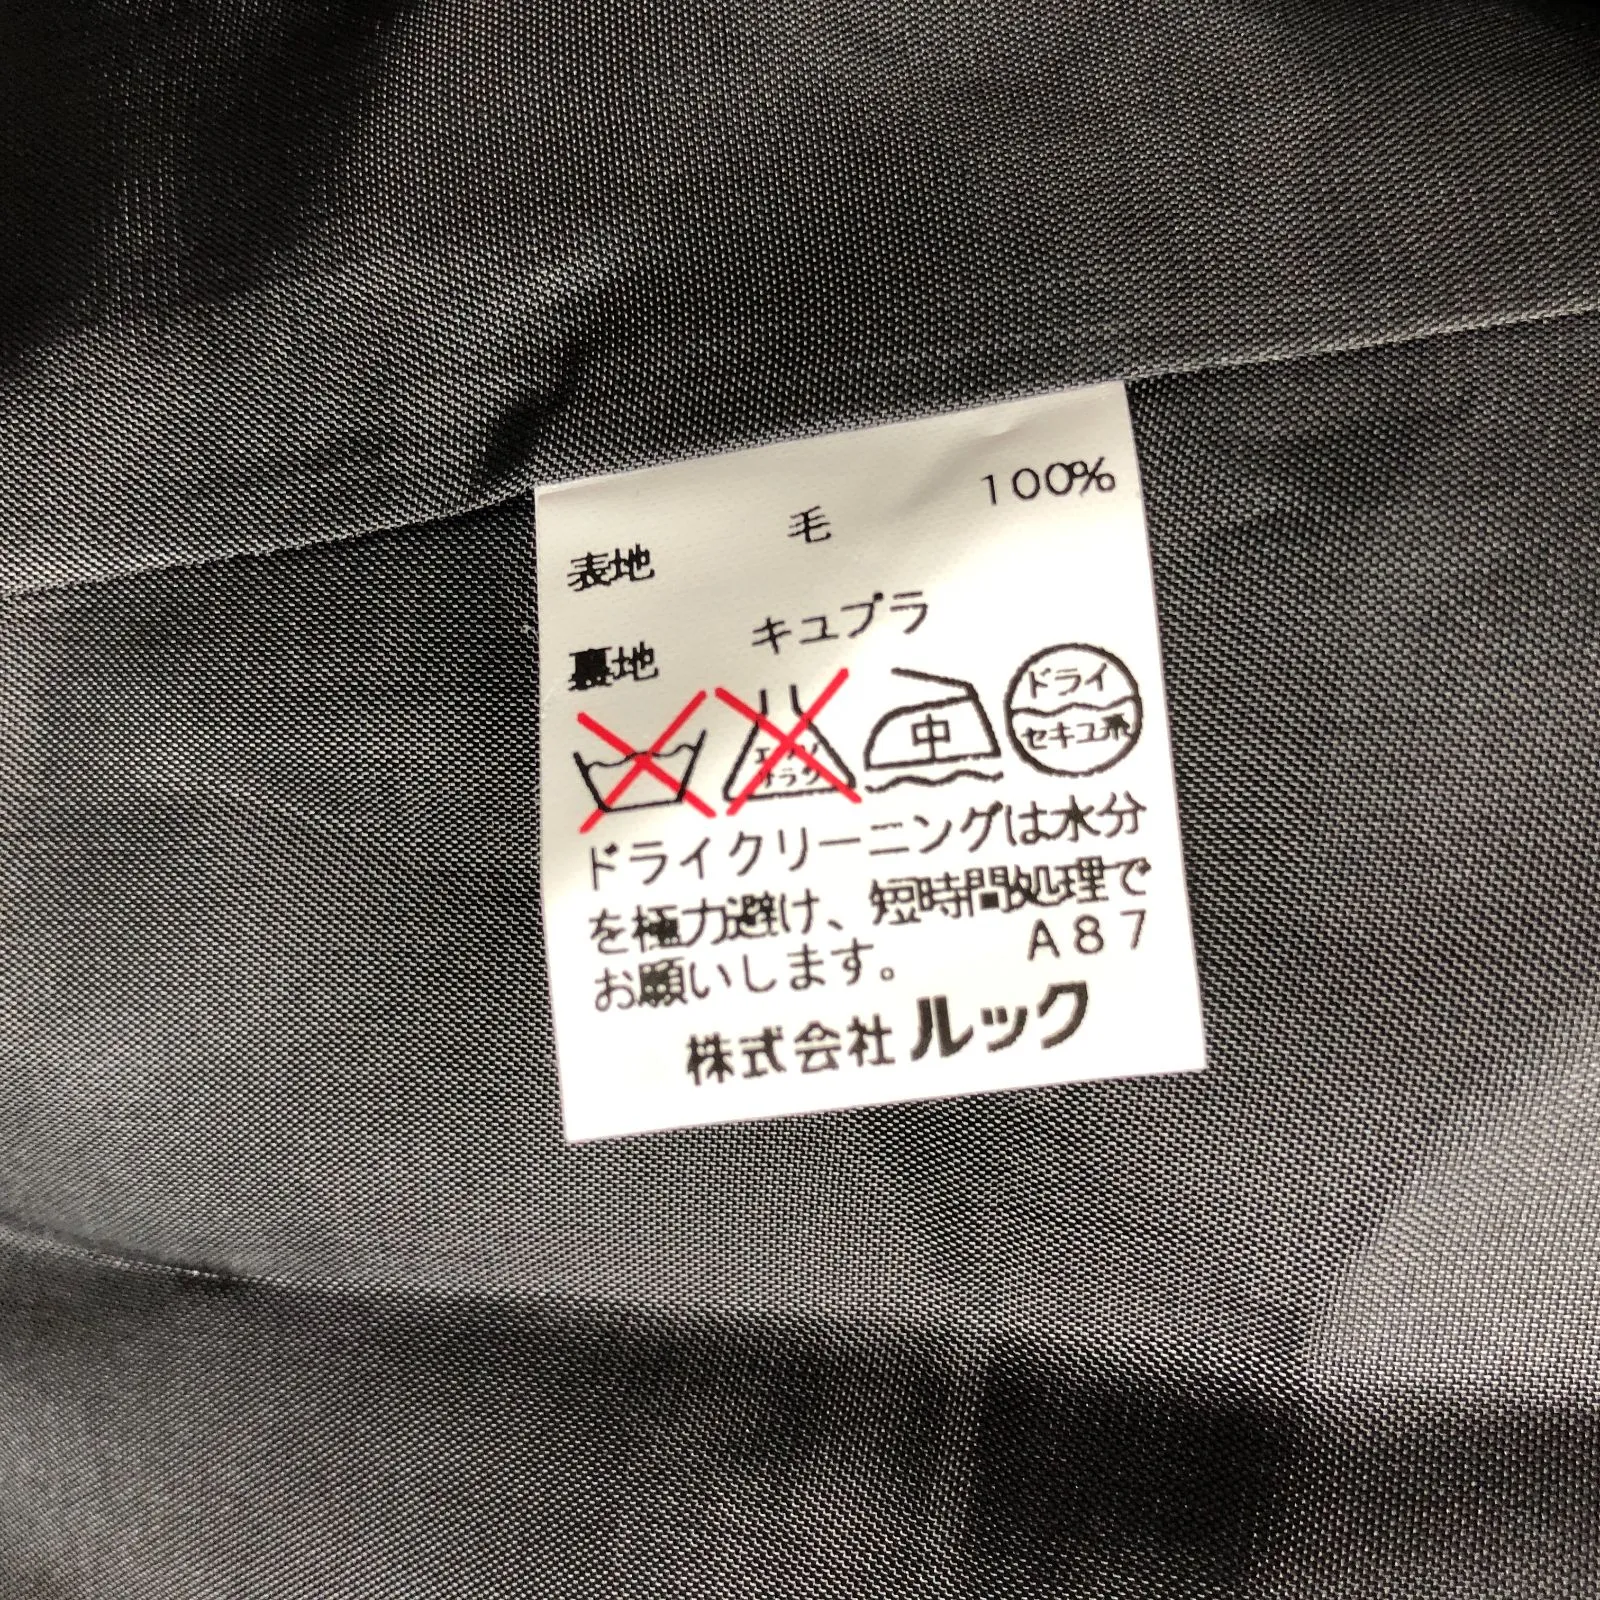 表地 毛 100%
裏地 キュプラ
エンソ サラシ
中
ドライ
セキユ系
ドライクリーニングは水分
を極力避け、短時間処理で
お願いします。 A87
株式会社ルック